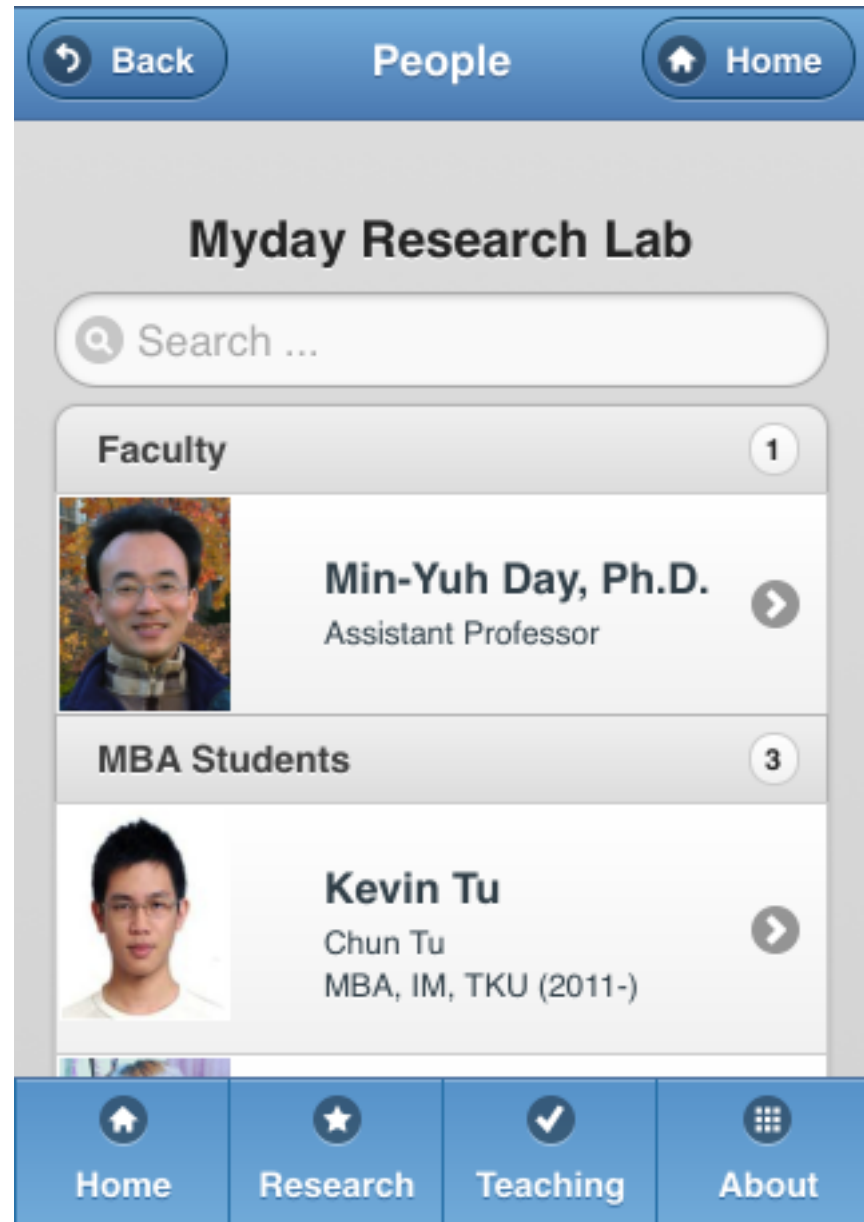 Back
People
Home
Myday Research Lab
Search ...
Faculty
1
Min-Yuh Day, Ph.D.
Assistant Professor
MBA Students
3
Kevin Tu
Chun Tu
MBA, IM, TKU (2011-)
Home
Research
Teaching
About